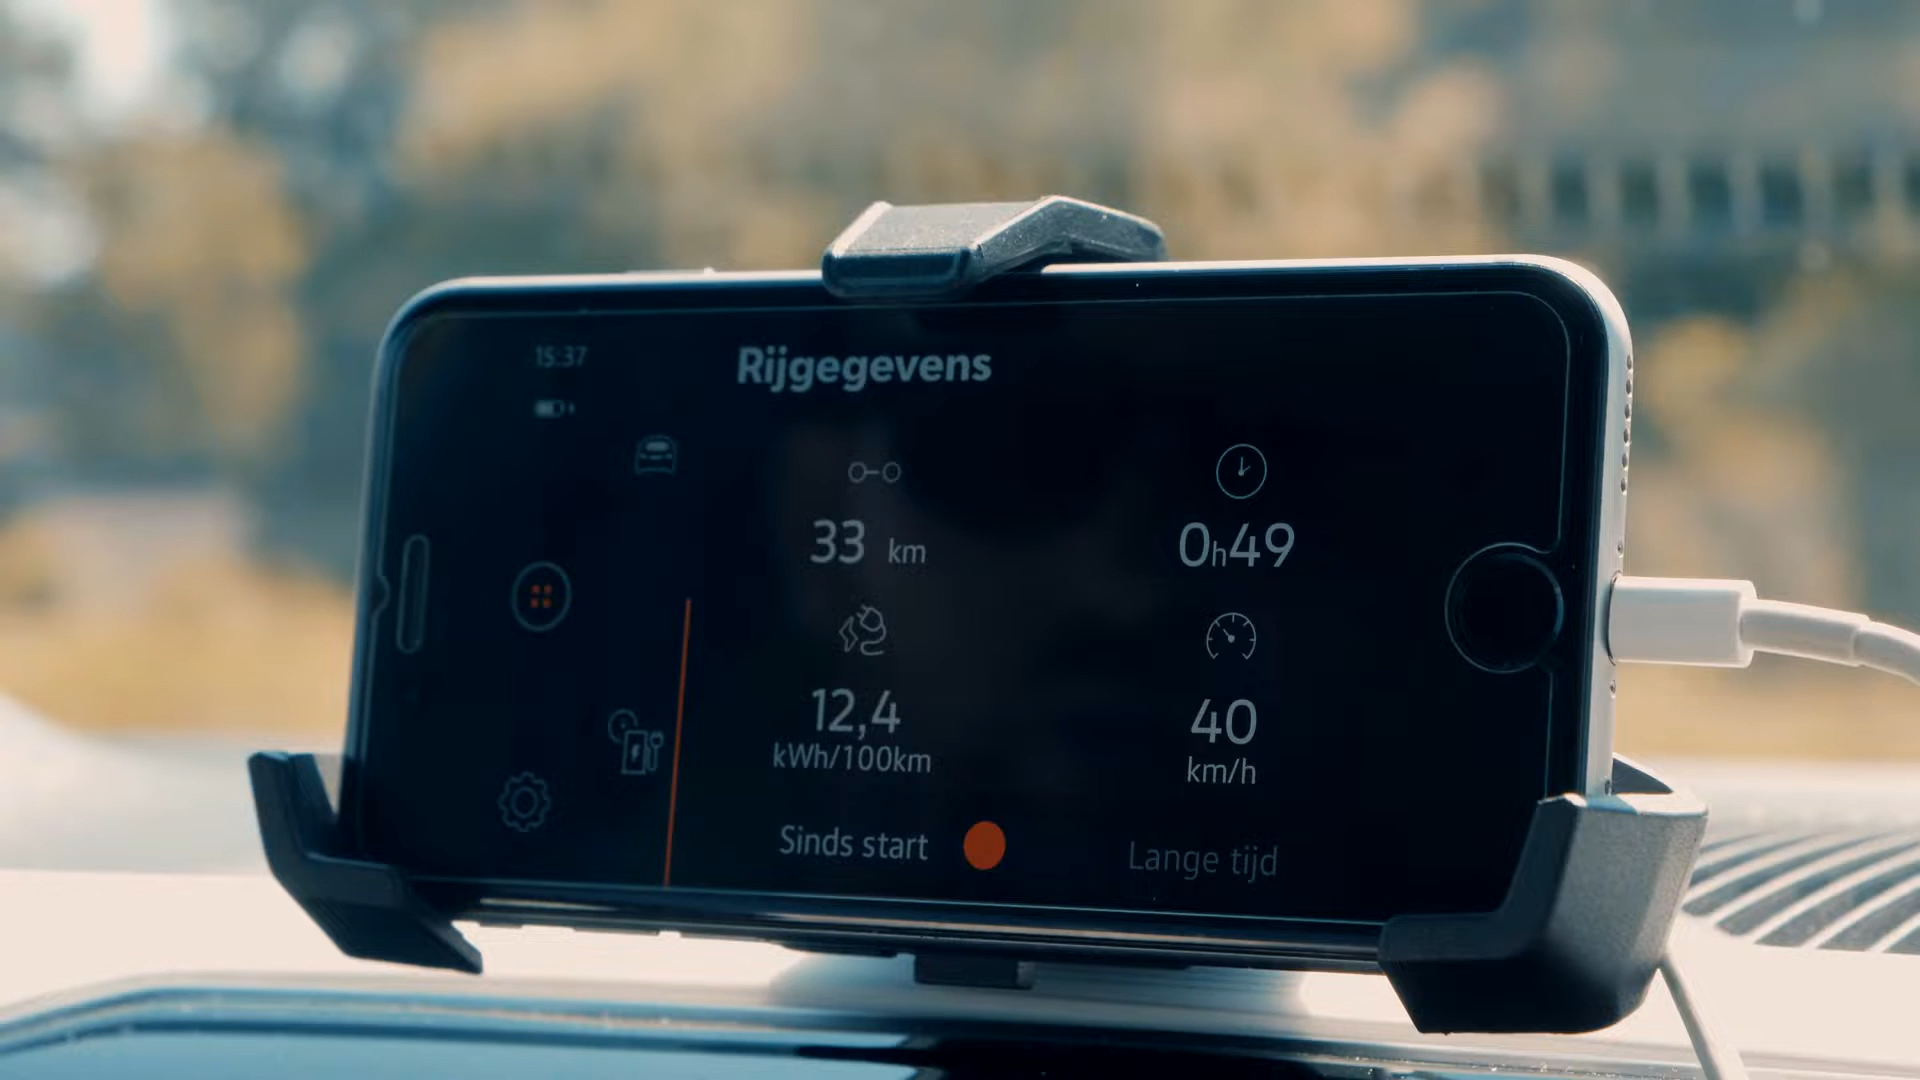 15:37
Rijgegevens
33 km
0h49
12,4
kWh/100km
40
km/h
Sinds start
Lange tijd